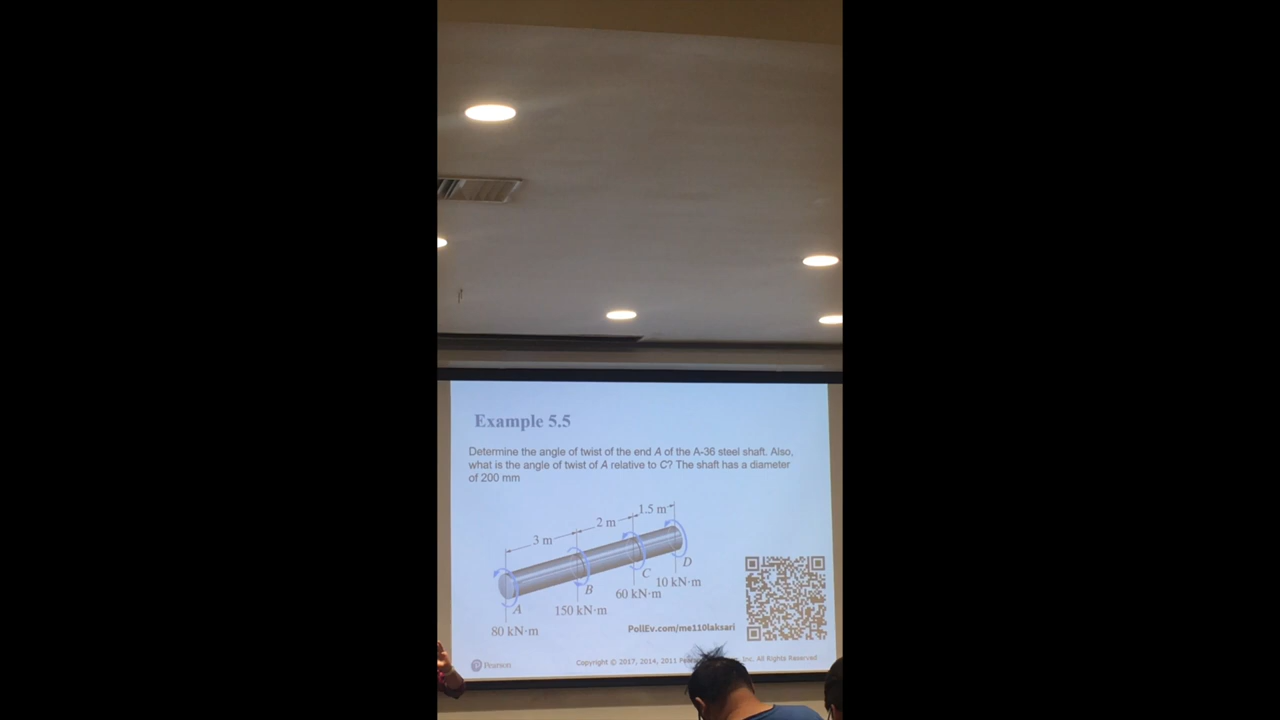 Example 5.5
Determine the angle of twist of the end A of the A-36 steel shaft. Also,
what is the angle of twist of A relative to C? The shaft has a diameter
of 200 mm
1.5 m
2 m
3 m
D
C
10 kN·m
B
60 kN·m
A
150 kN·m
80 kN·m
PollEv.com/me110laksari
Pearson
Copyright © 2017, 2014, 2011 Inc. All Rights Reserved